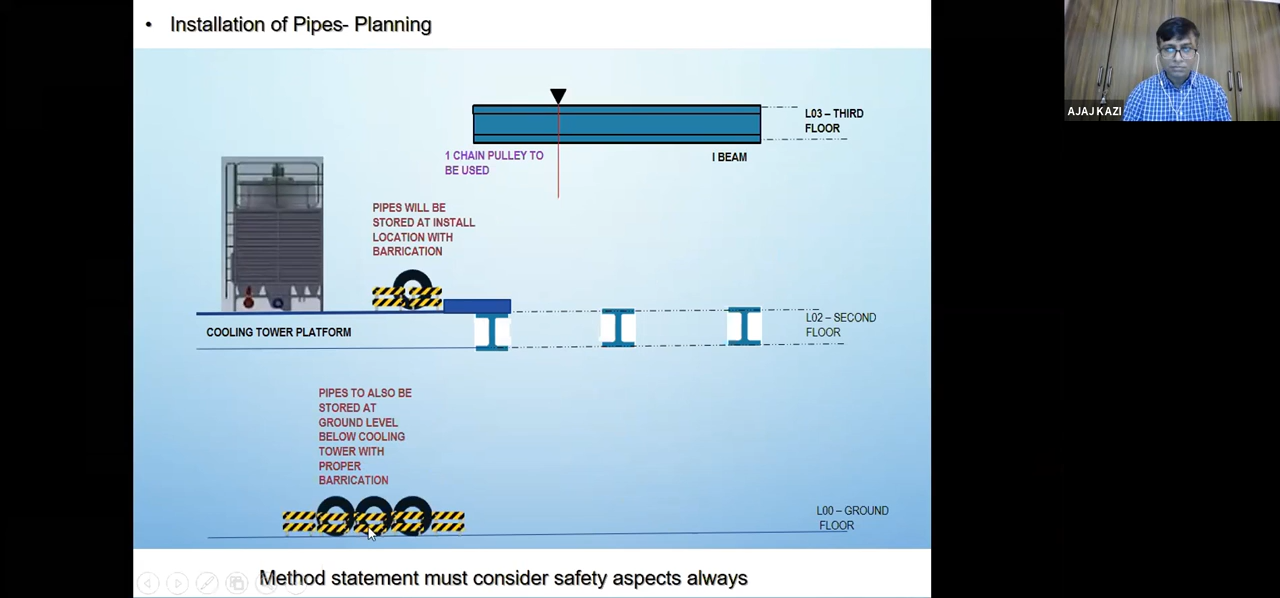 • Installation of Pipes- Planning
AJAJ KAZI
L03 – THIRD
FLOOR
1 CHAIN PULLEY TO
BE USED
I BEAM
PIPES WILL BE
STORED AT INSTALL
LOCATION WITH
BARRICATION
COOLING TOWER PLATFORM
L02 – SECOND
FLOOR
PIPES TO ALSO BE
STORED AT
GROUND LEVEL
BELOW COOLING
TOWER WITH
PROPER
BARRICATION
L00 – GROUND
FLOOR
Method statement must consider safety aspects always